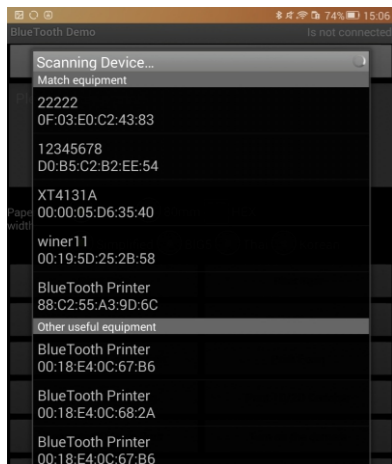 74% 15:06
BlueTooth Demo Is not connected
Scanning Device...
Match equipment
22222
0F:03:E0:C2:43:83
12345678
D0:B5:C2:B2:EE:54
XT4131A
00:00:05:D6:35:40
Pape
width
winer11
00:19:5D:25:2B:58
BlueTooth Printer
88:C2:55:A3:9D:6C
Other useful equipment
BlueTooth Printer
00:18:E4:0C:67:B6
BlueTooth Printer
00:18:E4:0C:68:2A
BlueTooth Printer
00:18:E4:0C:67:B6